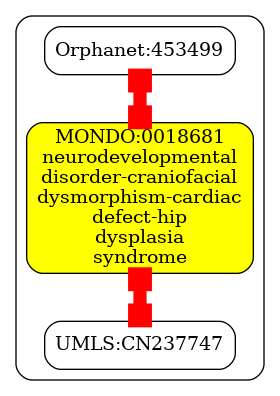 Orphanet:453499
MONDO:0018681
neurodevelopmental
disorder-craniofacial
dysmorphism-cardiac
defect-hip
dysplasia
syndrome
UMLS:CN237747